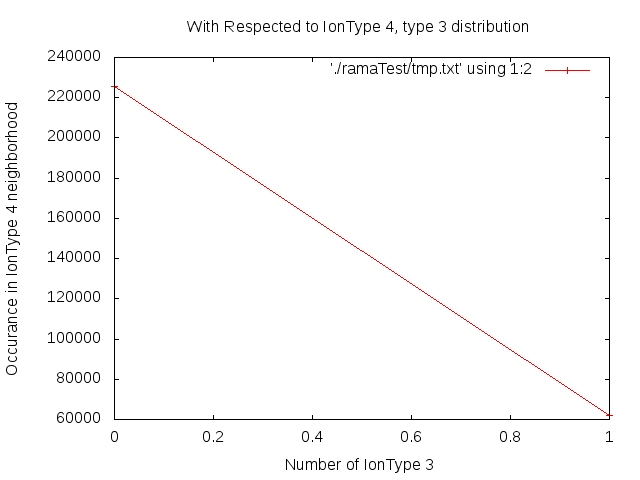 With Respected to IonType 4, type 3 distribution
'./ramaTest/tmp.txt' using 1:2
240000
220000
200000
180000
160000
140000
120000
100000
80000
60000
Occurance in IonType 4 neighborhood
0 0.2 0.4 0.6 0.8 1
Number of IonType 3